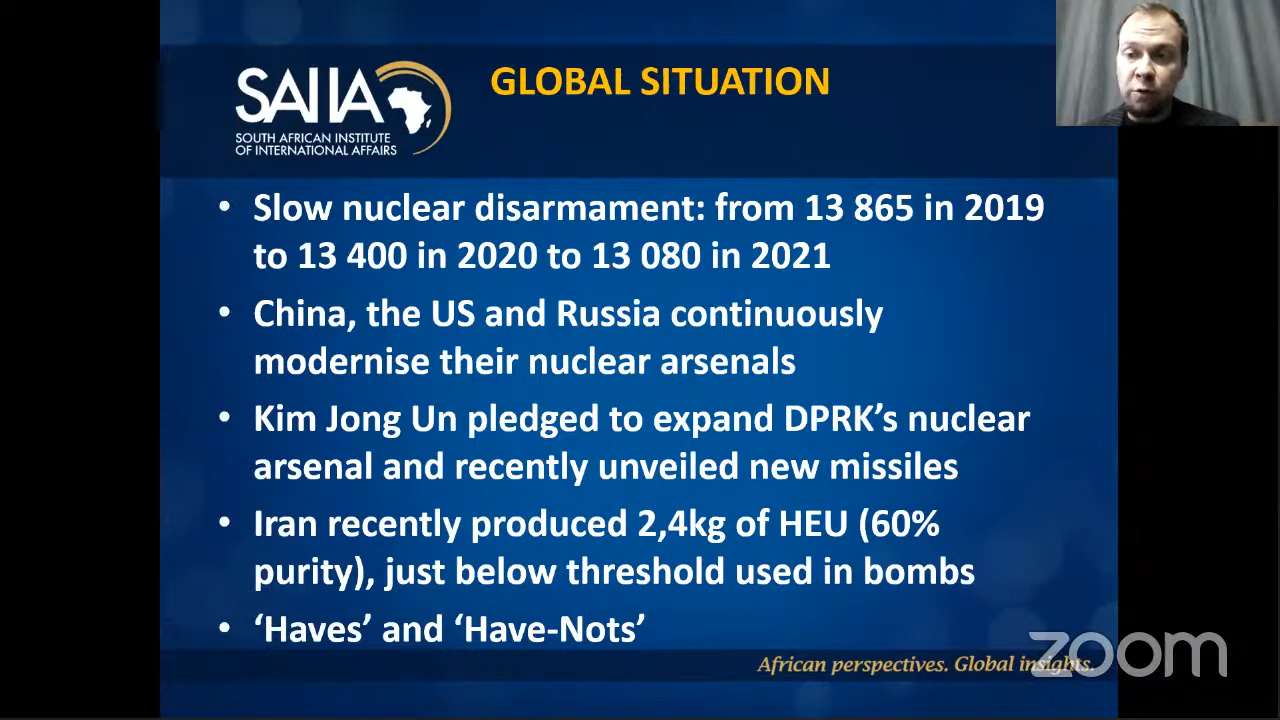 SAIIA
SOUTH AFRICAN INSTITUTE
OF INTERNATIONAL AFFAIRS
GLOBAL SITUATION
• Slow nuclear disarmament: from 13 865 in 2019
to 13 400 in 2020 to 13 080 in 2021
• China, the US and Russia continuously
modernise their nuclear arsenals
• Kim Jong Un pledged to expand DPRK’s nuclear
arsenal and recently unveiled new missiles
• Iran recently produced 2,4kg of HEU (60%
purity), just below threshold used in bombs
• ‘Haves’ and ‘Have-Nots’
African perspectives. Global insights.
zoom